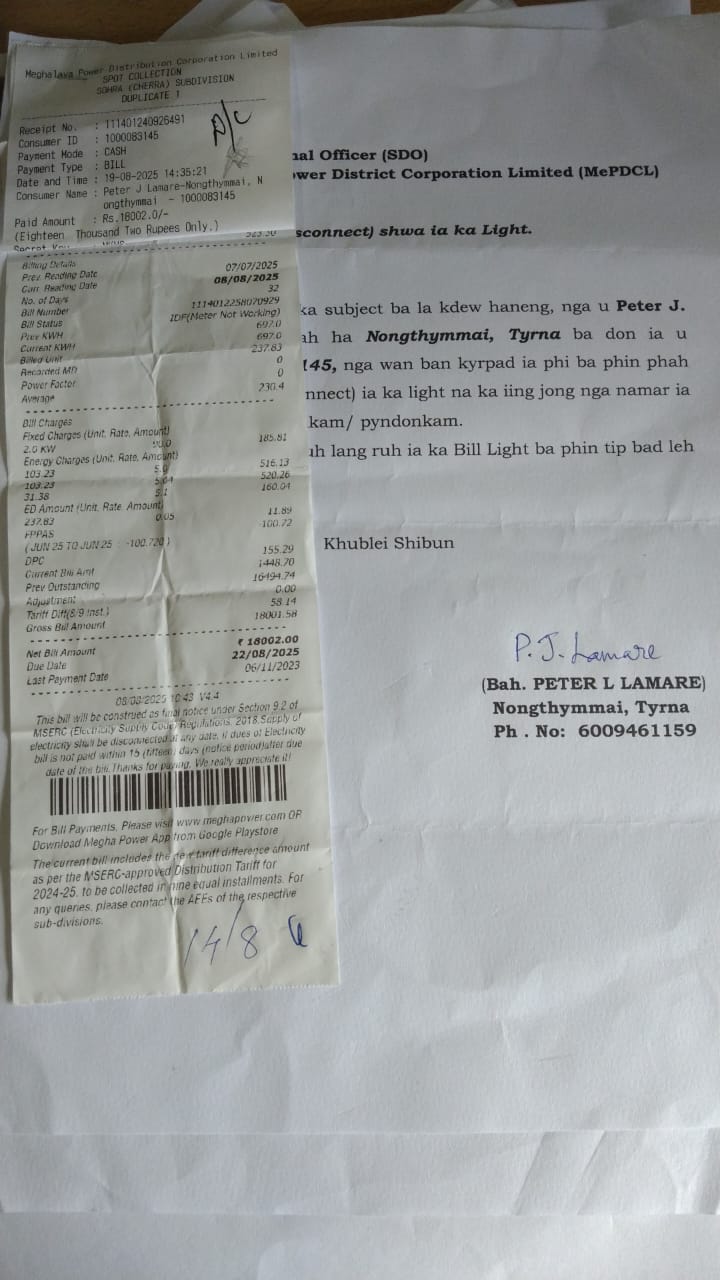 Meghalaya Power Distribution Corporation Limited
SPOT COLLECTION
SOHRA (CHERRA) SUBDIVISION
DUPLICATE 1
Receipt No. : 111401240926491
Consumer ID : 1000083145
Payment Mode : CASH
Payment Type : BILL
Date and Time : 19-08-2025 14:35:21
Consumer Name : Peter J Lamare-Nongthymmai, N
ongthymmai - 1000083145
Paid Amount : Rs.18002.0/-
(Eighteen Thousand Two Rupees Only.)
D/C
Billing Details
Prev. Reading Date 07/07/2025
Curr. Reading Date 08/08/2025
No. of Days 32
Bill Number 1114012258070929
Bill Status IDF(Meter Not Working)
Prev KWH 697.0
Current KWH 697.0
Billed Unit 237.83
Recorded MD 0
Power Factor 0
Average 230.4
Bill Charges
Fixed Charges (Unit, Rate, Amount)
2.0 KW 90.0 185.81
Energy Charges (Unit, Rate, Amount)
103.23 5.0 516.13
103.23 5.04 520.26
31.38 5.1 160.04
ED Amount (Unit, Rate, Amount)
237.83 0.05 11.89
FPPAS -100.72
( JUN 25 TO JUN 25 : -100.720 )
DPC 155.29
Current Bill Amt 1448.70
Prev Outstanding 16494.74
Adjustment 0.00
Tariff Diff(8/9 Inst.) 58.14
Gross Bill Amount 18001.58
Net Bill Amount ₹ 18002.00
Due Date 22/08/2025
Last Payment Date 06/11/2023
08/08/2025 10:43 V4.4
This bill will be construed as final notice under Section 9.2 of
MSERC (Electricity Supply Code) Regulations, 2018.Supply of
electricity shall be disconnected at any date, if dues of Electricity
bill is not paid within 15 (fifteen) days (notice period)after due
date of the bill.Thanks for paying. We really appreciate it!
For Bill Payments, Please visit www.meghapower.com OR
Download Megha Power App from Google Playstore
The current bill includes the new tariff difference amount
as per the MSERC-approved Distribution Tariff for
2024-25, to be collected in nine equal installments. For
any queries, please contact the AEEs of the respective
sub-divisions.
14/8
nal Officer (SDO)
ower District Corporation Limited (MePDCL)
sconnect) shwa ia ka Light.
ka subject ba la kdew haneng, nga u Peter J.
ah ha Nongthymmai, Tyrna ba don ia u
145, nga wan ban kyrpad ia phi ba phin phah
nnect) ia ka light na ka iing jong nga namar ia
kam/ pyndonkam.
uh lang ruh ia ka Bill Light ba phin tip bad leh
Khublei Shibun
P. J. Lamare
(Bah. PETER L LAMARE)
Nongthymmai, Tyrna
Ph . No: 6009461159